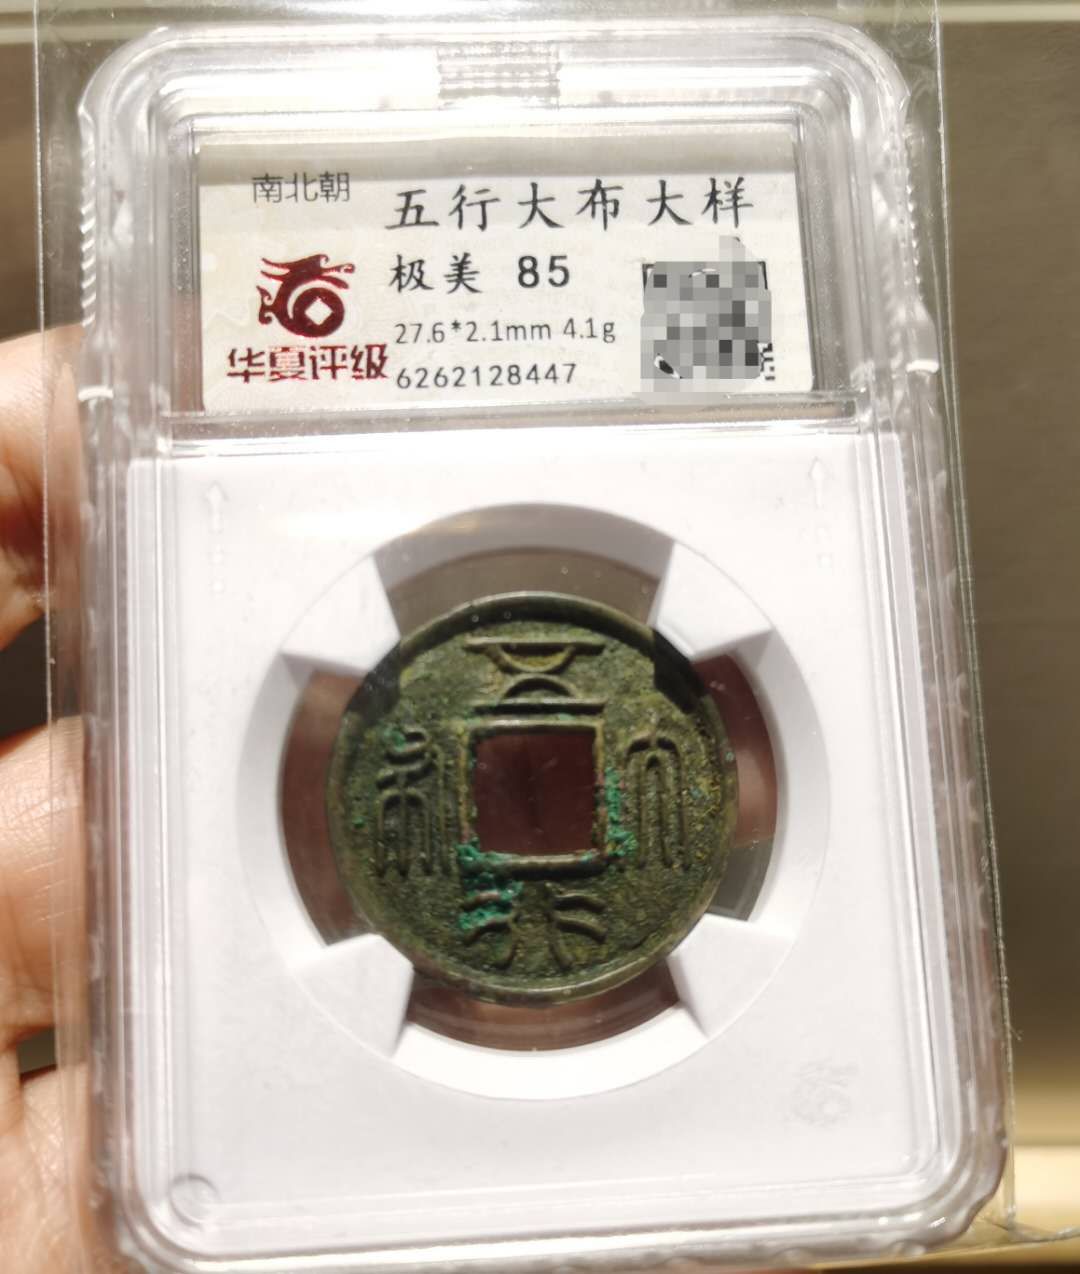 南北朝
五行大布大样
极美 85
华夏评级
27.6*2.1mm 4.1g
6262128447
五行大布